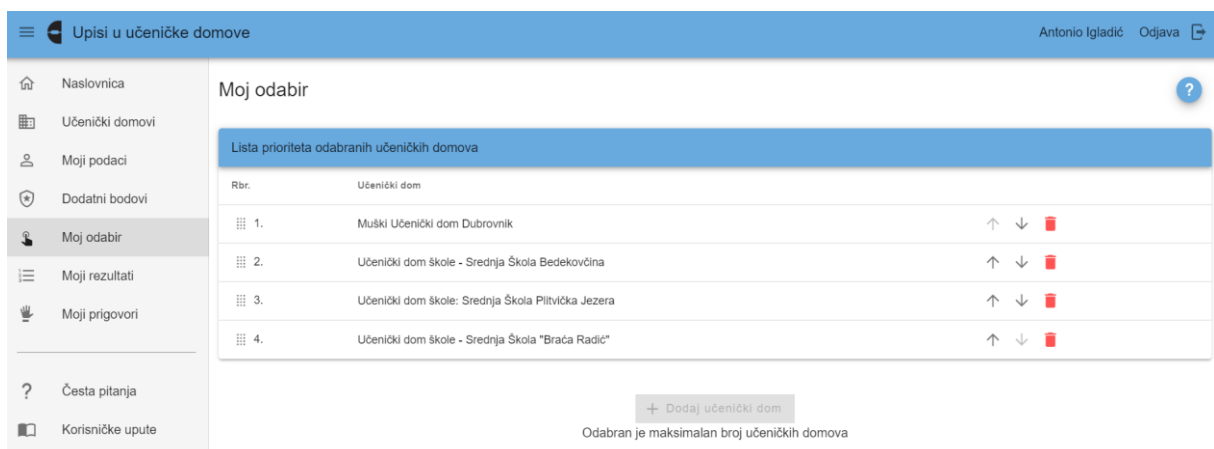 Upisi u učeničke domove
Antonio Igladić Odjava
Naslovnica
Učenički domovi
Moji podaci
Dodatni bodovi
Moj odabir
Moji rezultati
Moji prigovori
Česta pitanja
Korisničke upute
Moj odabir
?
Lista prioriteta odabranih učeničkih domova
Rbr. Učenički dom
1. Muški Učenički dom Dubrovnik
2. Učenički dom škole - Srednja Škola Bedekovčina
3. Učenički dom škole: Srednja Škola Plitvička Jezera
4. Učenički dom škole - Srednja Škola "Braća Radić"
+ Dodaj učenički dom
Odabran je maksimalan broj učeničkih domova